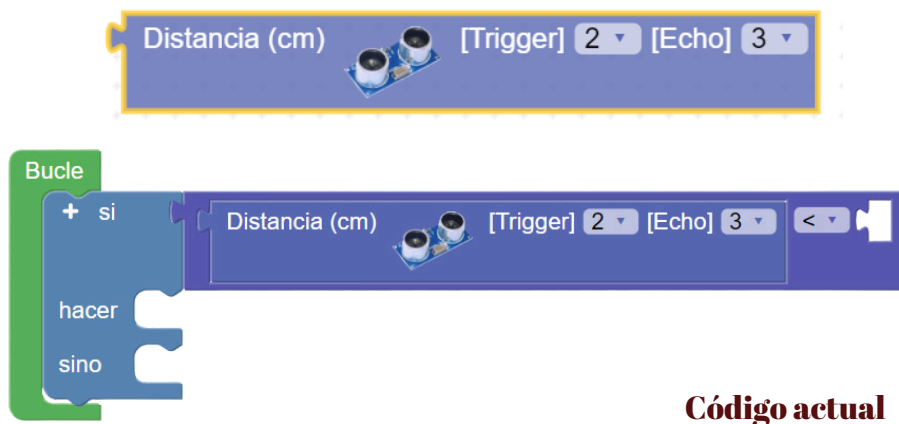 Distancia (cm) [Trigger] 2 [Echo] 3
Bucle
+ si Distancia (cm) [Trigger] 2 [Echo] 3 <
hacer
sino
Código actual